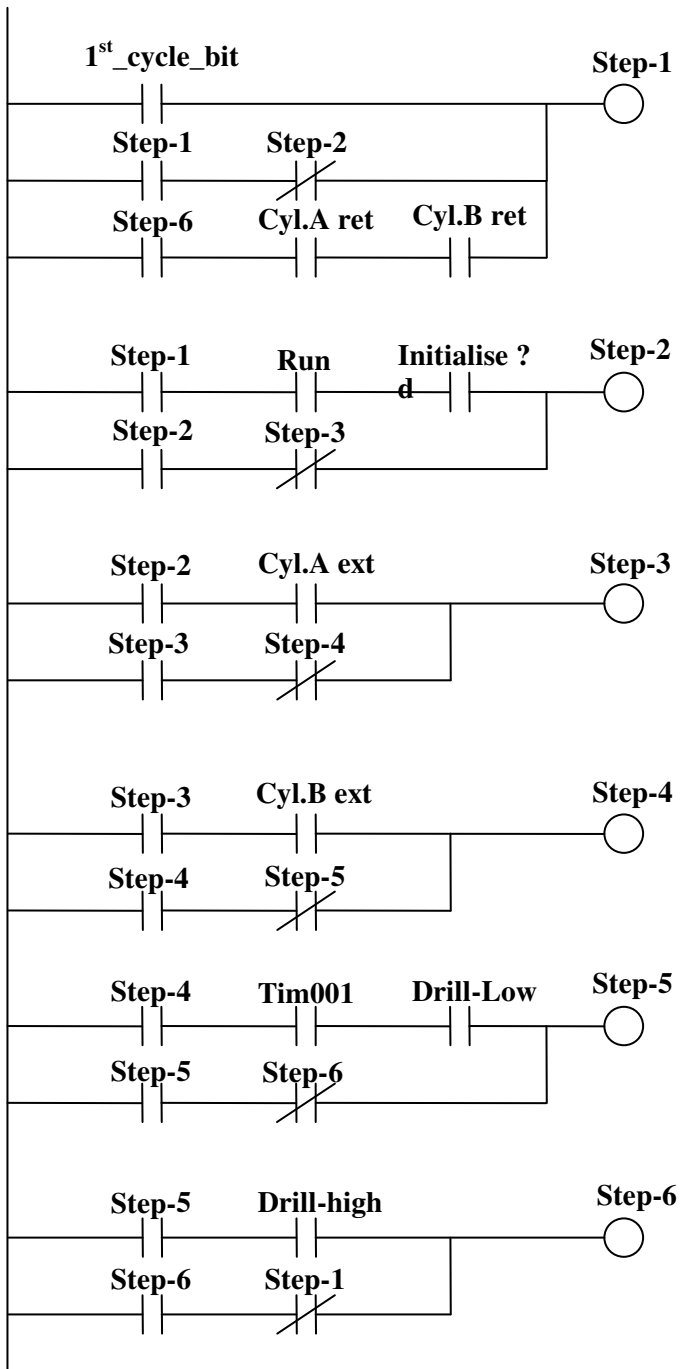 1st_cycle_bit
Step-1
Step-1 Step-2
Step-6 Cyl.A ret Cyl.B ret
Step-1 Run Initialise ? Step-2
d
Step-2 Step-3
Step-2 Cyl.A ext Step-3
Step-3 Step-4
Step-3 Cyl.B ext Step-4
Step-4 Step-5
Step-4 Tim001 Drill-Low Step-5
Step-5 Step-6
Step-5 Drill-high Step-6
Step-6 Step-1